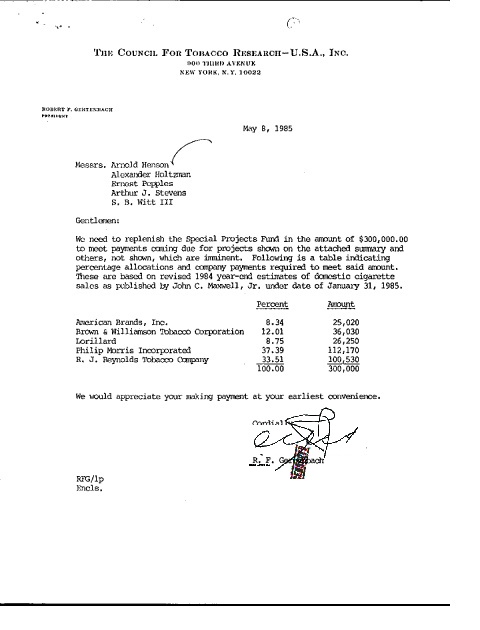 THE COUNCIL FOR TOBACCO RESEARCH—U.S.A., INC.
900 THIRD AVENUE
NEW YORK, N.Y. 10022
ROBERT F. GERTENBACH
PRESIDENT
May 8, 1985
Messrs. Arnold Henson
Alexander Holtzman
Ernest Pepples
Arthur J. Stevens
S. B. Witt III
Gentlemen:
We need to replenish the Special Projects Fund in the amount of $300,000.00
to meet payments coming due for projects shown on the attached summary and
others, not shown, which are imminent. Following is a table indicating
percentage allocations and company payments required to meet said amount.
These are based on revised 1984 year-end estimates of domestic cigarette
sales as published by John C. Maxwell, Jr. under date of January 31, 1985.
Percent Amount
American Brands, Inc. 8.34 25,020
Brown & Williamson Tobacco Corporation 12.01 36,030
Lorillard 8.75 26,250
Philip Morris Incorporated 37.39 112,170
R. J. Reynolds Tobacco Company 33.51 100,530
100.00 300,000
We would appreciate your making payment at your earliest convenience.
Cordially
R. F. Gertenbach
RFG/lp
Encls.